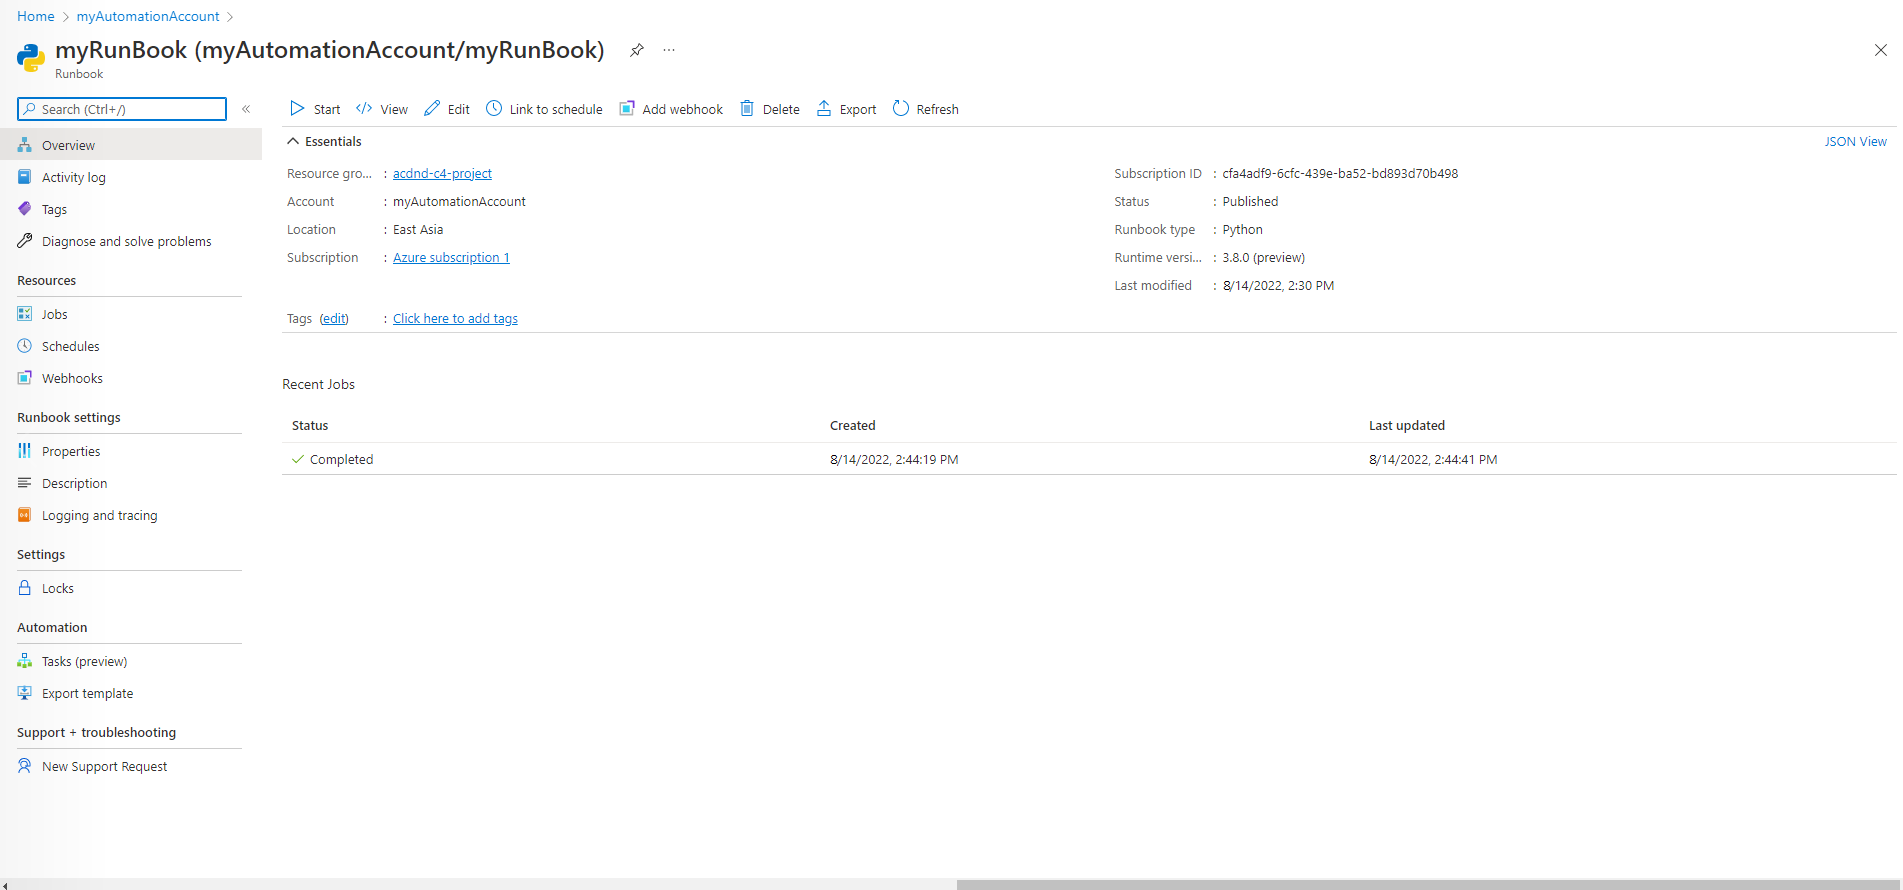 Home > myAutomationAccount >
myRunBook (myAutomationAccount/myRunBook) ...
Runbook
Search (Ctrl+/) «
Start View Edit Link to schedule Add webhook Delete Export Refresh
Overview
Activity log
Tags
Diagnose and solve problems
Resources
Jobs
Schedules
Webhooks
Runbook settings
Properties
Description
Logging and tracing
Settings
Locks
Automation
Tasks (preview)
Export template
Support + troubleshooting
New Support Request
Essentials
JSON View
Resource gro... : acdnd-c4-project
Account : myAutomationAccount
Location : East Asia
Subscription : Azure subscription 1
Subscription ID : cfa4adf9-6cfc-439e-ba52-bd893d70b498
Status : Published
Runbook type : Python
Runtime versi... : 3.8.0 (preview)
Last modified : 8/14/2022, 2:30 PM
Tags (edit) : Click here to add tags
Recent Jobs
Status Created Last updated
Completed 8/14/2022, 2:44:19 PM 8/14/2022, 2:44:41 PM